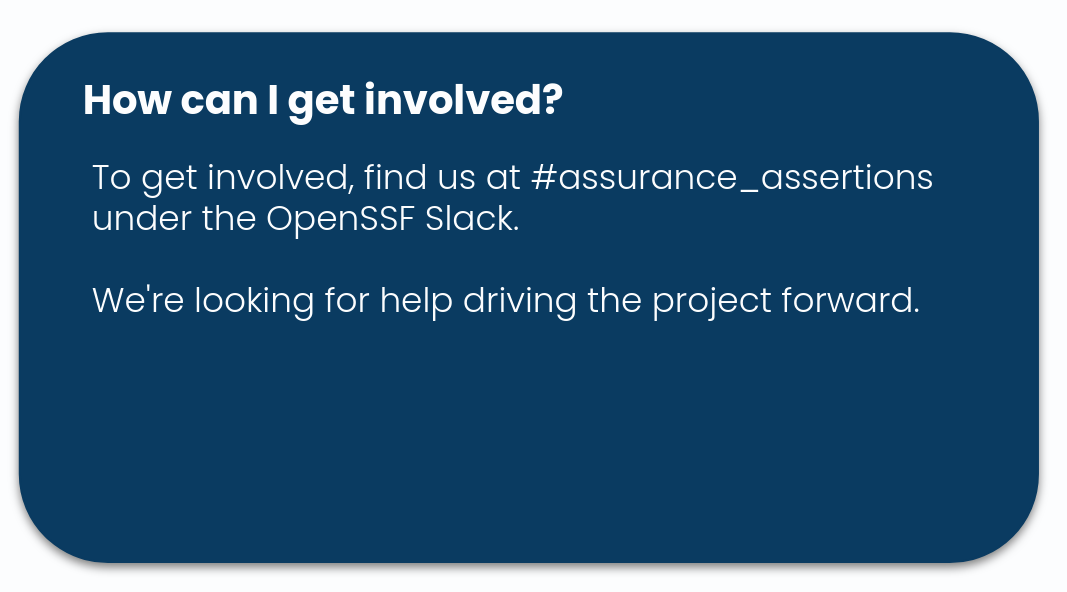 How can I get involved?
To get involved, find us at #assurance_assertions
under the OpenSSF Slack.
We're looking for help driving the project forward.